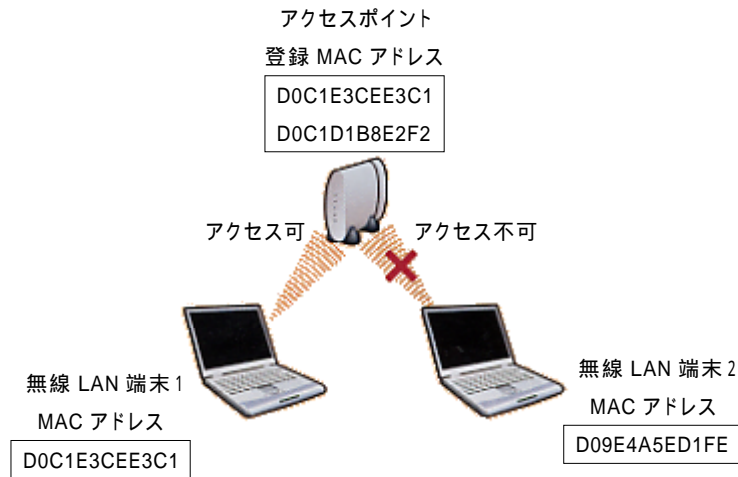 アクセスポイント
登録 MAC アドレス
D0C1E3CEE3C1
D0C1D1B8E2F2
アクセス可
アクセス不可
無線 LAN 端末1
MAC アドレス
D0C1E3CEE3C1
無線 LAN 端末2
MAC アドレス
D09E4A5ED1FE